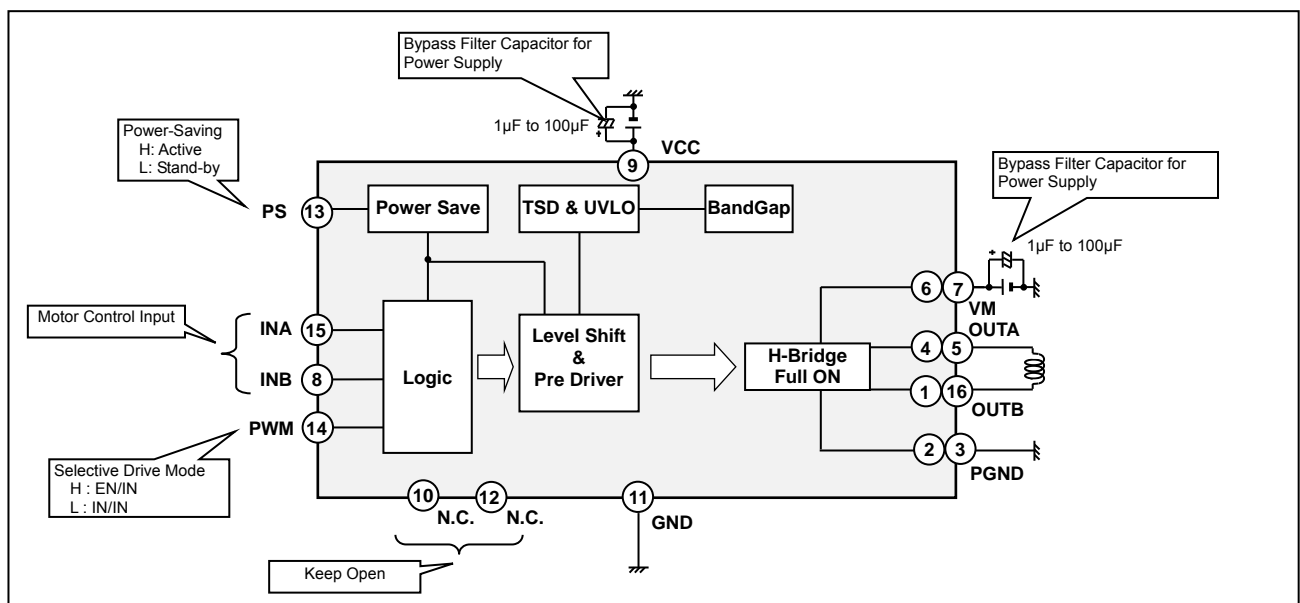 Bypass Filter Capacitor for
Power Supply
1µF to 100µF
VCC
9
Power-Saving
H: Active
L: Stand-by
Bypass Filter Capacitor for
Power Supply
1µF to 100µF
PS
13
Power Save
TSD & UVLO
BandGap
6
7
VM
Motor Control Input
INA
15
INB
8
PWM
14
Logic
Level Shift
&
Pre Driver
H-Bridge
Full ON
OUTA
4
5
1
16
OUTB
2
3
PGND
Selective Drive Mode
H : EN/IN
L : IN/IN
10
N.C.
12
N.C.
11
GND
Keep Open